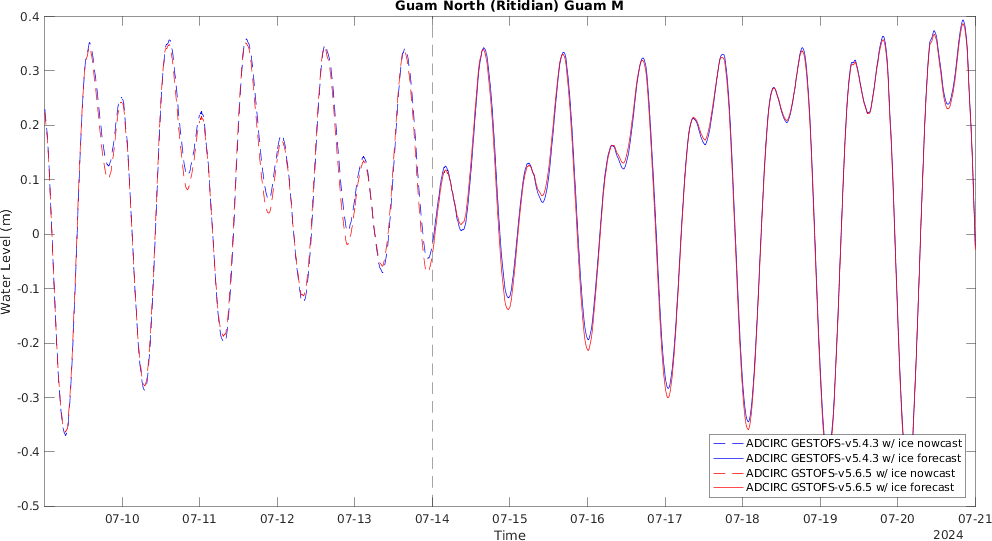 Guam North (Ritidian) Guam M
Water Level (m)
0.4
0.3
0.2
0.1
0
-0.1
-0.2
-0.3
-0.4
-0.5
ADCIRC GESTOFS-v5.4.3 w/ ice nowcast
ADCIRC GESTOFS-v5.4.3 w/ ice forecast
ADCIRC GSTOFS-v5.6.5 w/ ice nowcast
ADCIRC GSTOFS-v5.6.5 w/ ice forecast
07-10 07-11 07-12 07-13 07-14 07-15 07-16 07-17 07-18 07-19 07-20 07-21
Time
2024